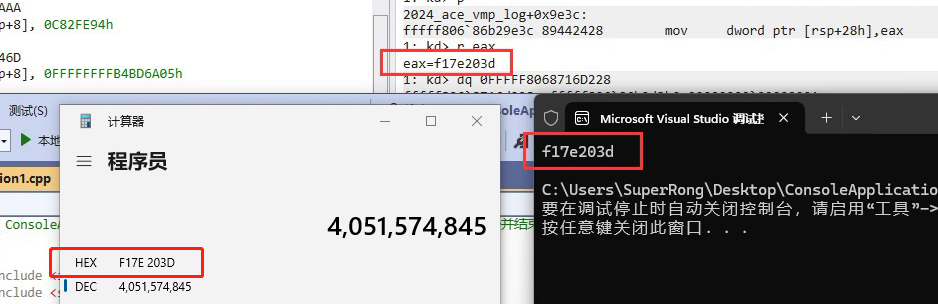 AAA
p+8], 0C82FE94h
46D
p+8], 0FFFFFFFFB4BD6A05h
2024_ace_vmp_log+0x9e3c:
fffff806`86b29e3c 89442428 mov dword ptr [rsp+28h],eax
1: kd> r eax
eax=f17e203d
1: kd> dq 0FFFFF8068716D228
测试(S)
本地
ion1.cpp
计算器
程序员
4,051,574,845
HEX F17E 203D
DEC 4,051,574,845
Microsoft Visual Studio 调试
f17e203d
C:\Users\SuperRong\Desktop\ConsoleApplicatio
要在调试停止时自动关闭控制台，请启用“工具”->
按任意键关闭此窗口. . .
ConsoleA
并结束
nclude <
nclude <